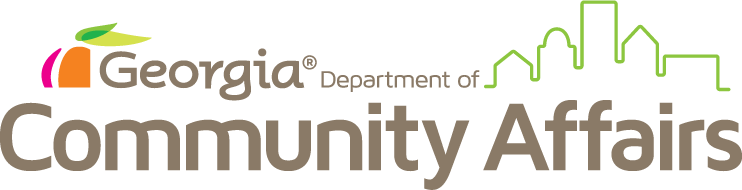 Georgia® Department of
Community Affairs